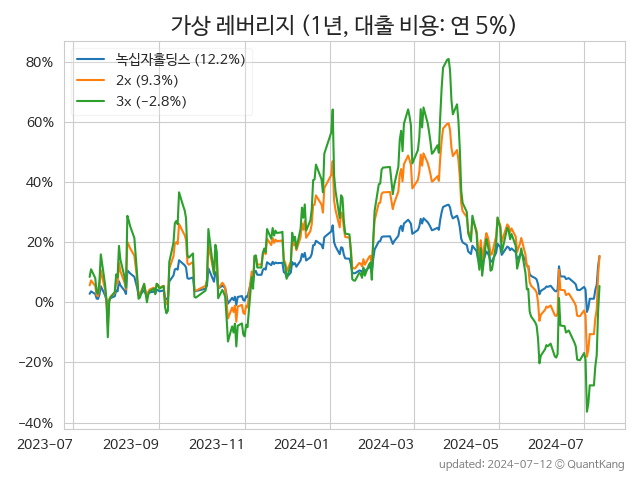 가상 레버리지 (1년, 대출 비용: 연 5%)
녹십자홀딩스 (12.2%)
2x (9.3%)
3x (−2.8%)
80%
60%
40%
20%
0%
−20%
−40%
2023-07 2023-09 2023-11 2024-01 2024-03 2024-05 2024-07
updated: 2024-07-12 © QuantKang